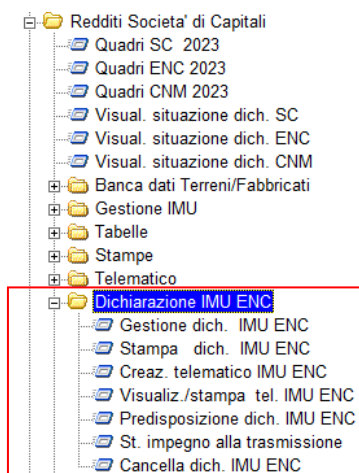 Redditi Societa' di Capitali
Quadri SC 2023
Quadri ENC 2023
Quadri CNM 2023
Visual. situazione dich. SC
Visual. situazione dich. ENC
Visual. situazione dich. CNM
Banca dati Terreni/Fabbricati
Gestione IMU
Tabelle
Stampe
Telematico
Dichiarazione IMU ENC
Gestione dich. IMU ENC
Stampa dich. IMU ENC
Creaz. telematico IMU ENC
Visualiz./stampa tel. IMU ENC
Predisposizione dich. IMU ENC
St. impegno alla trasmissione
Cancella dich. IMU ENC